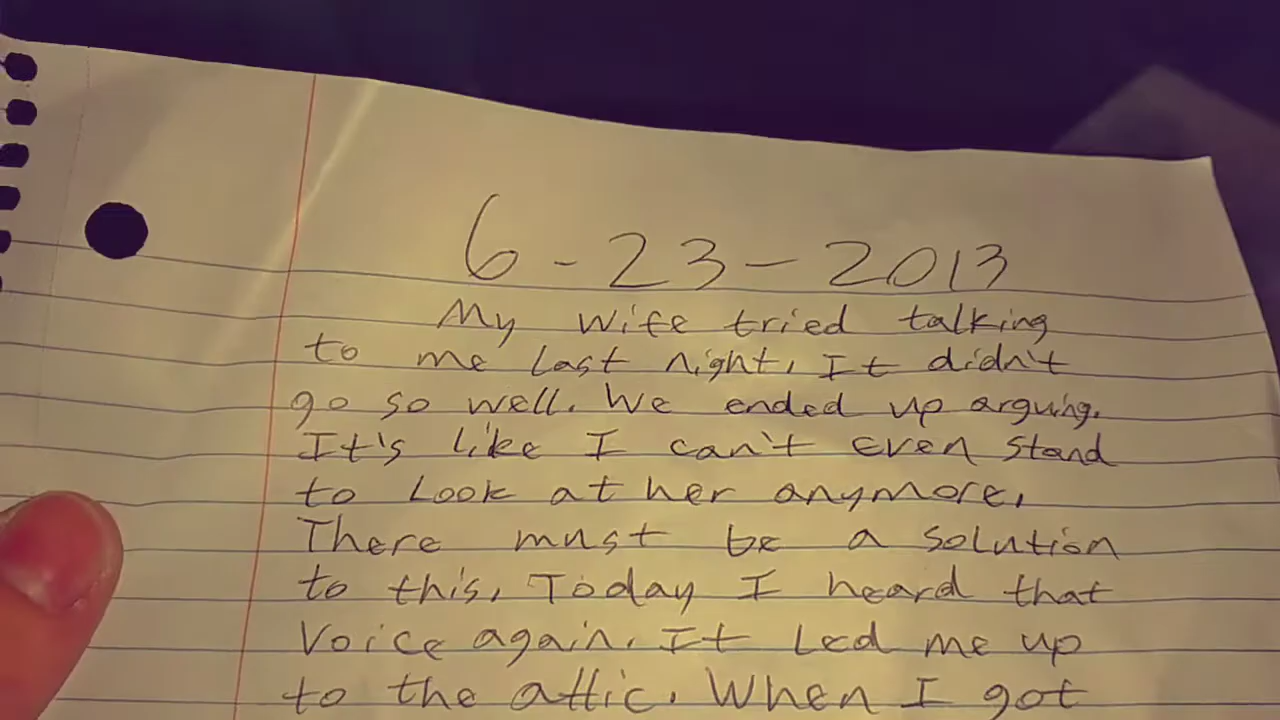 6-23-2013
My wife tried talking
to me last night. It didn't
go so well. We ended up arguing.
It's like I can't even stand
to look at her anymore.
There must be a solution
to this. Today I heard that
voice again. It led me up
to the attic. When I got